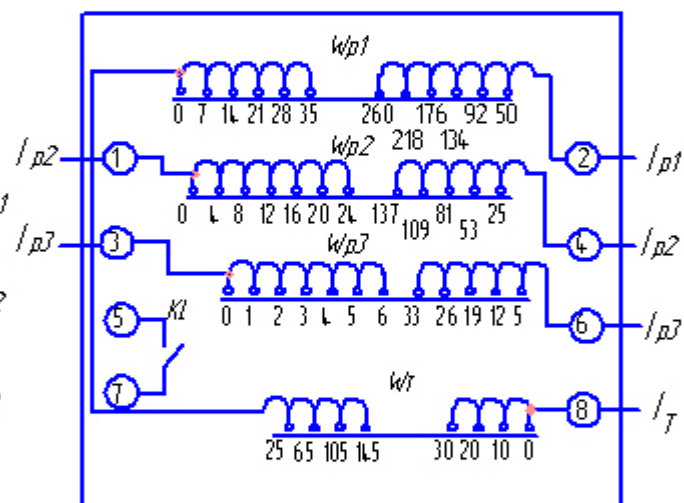 Wp1
0 7 14 21 28 35 260 176 92 50
218 134
Wp2
Ip2 1 2 Ip1
0 4 8 12 16 20 24 137 81 25
109 53
Wp3
Ip3 3 4 Ip2
0 1 2 3 4 5 6 33 26 19 12 5
5 KL 6 Ip3
7
Wт
8 IT
25 65 105 145 30 20 10 0